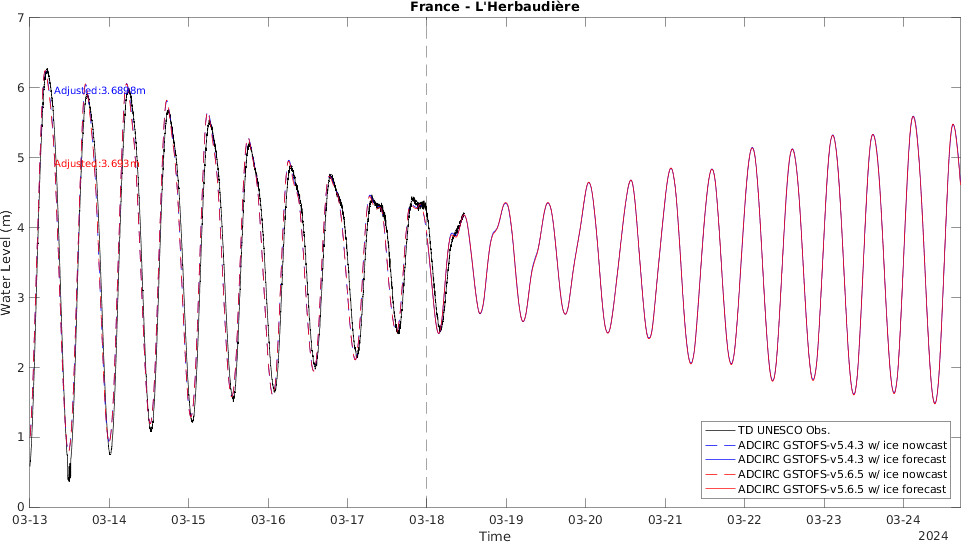 France - L'Herbaudière
7
6
5
4
3
2
1
0
Water Level (m)
Adjusted:3.6898m
Adjusted:3.693m
TD UNESCO Obs.
ADCIRC GSTOFS-v5.4.3 w/ ice nowcast
ADCIRC GSTOFS-v5.4.3 w/ ice forecast
ADCIRC GSTOFS-v5.6.5 w/ ice nowcast
ADCIRC GSTOFS-v5.6.5 w/ ice forecast
03-13 03-14 03-15 03-16 03-17 03-18 03-19 03-20 03-21 03-22 03-23 03-24
Time
2024